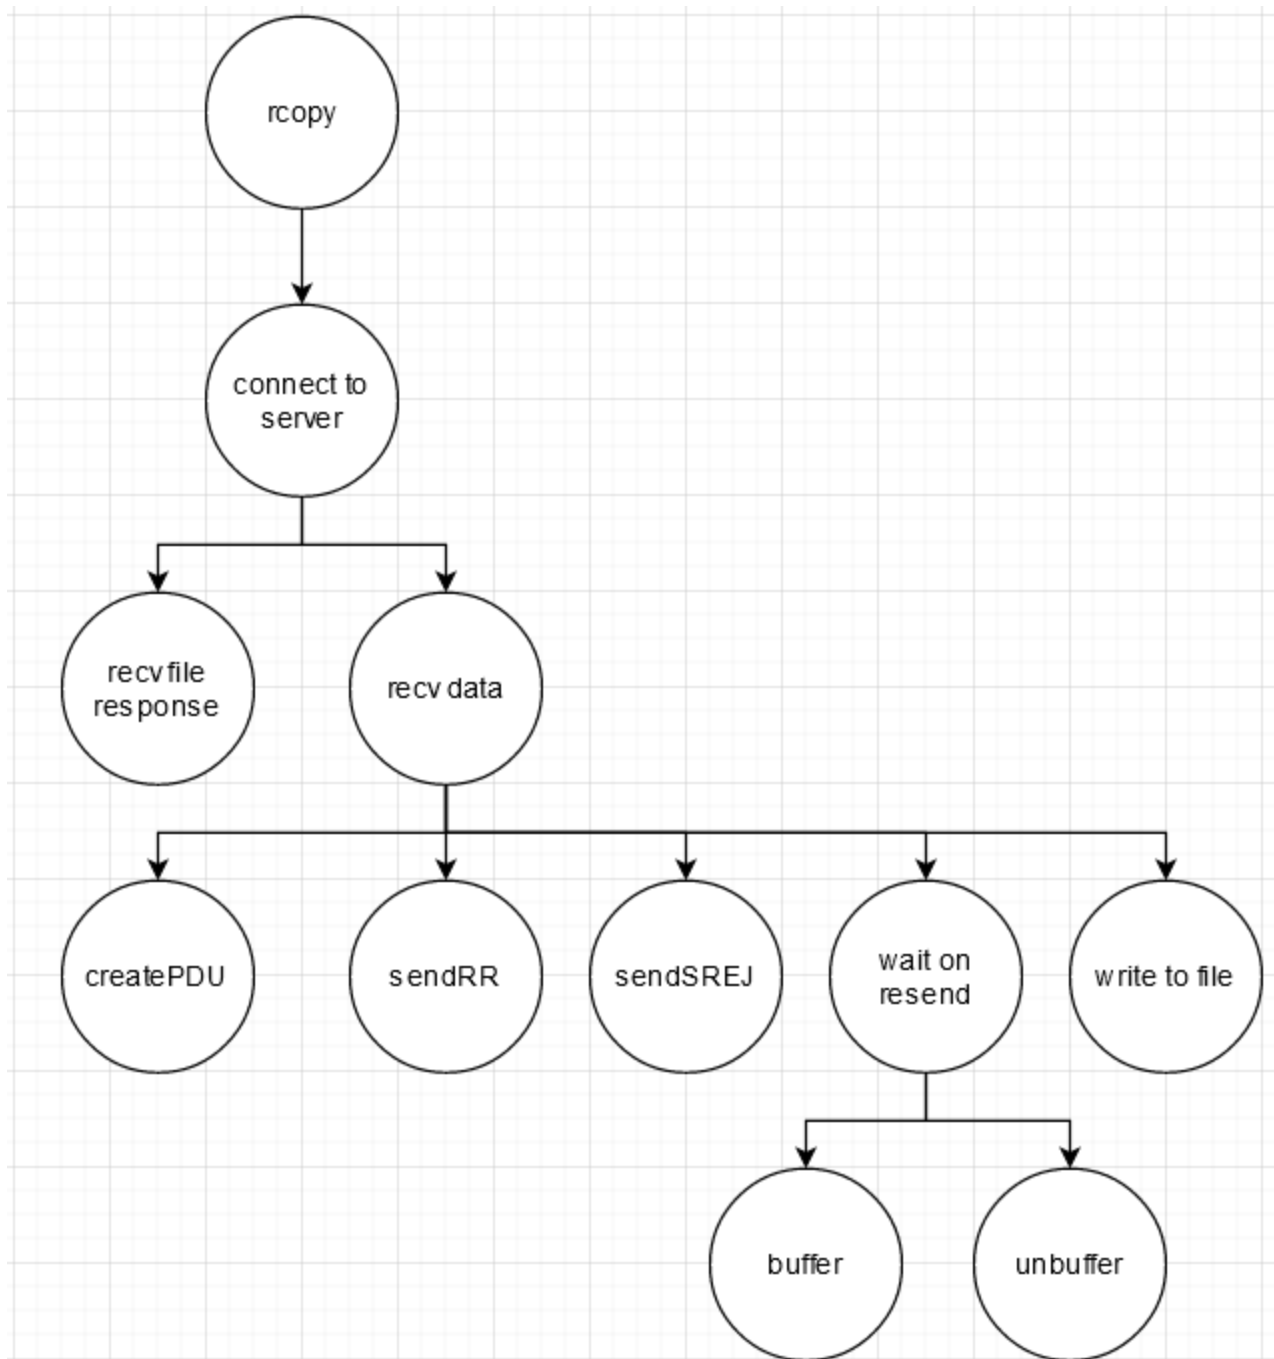 rcopy
connect to
server
recv file
response
recv data
createPDU
sendRR
sendSREJ
wait on
resend
write to file
buffer
unbuffer